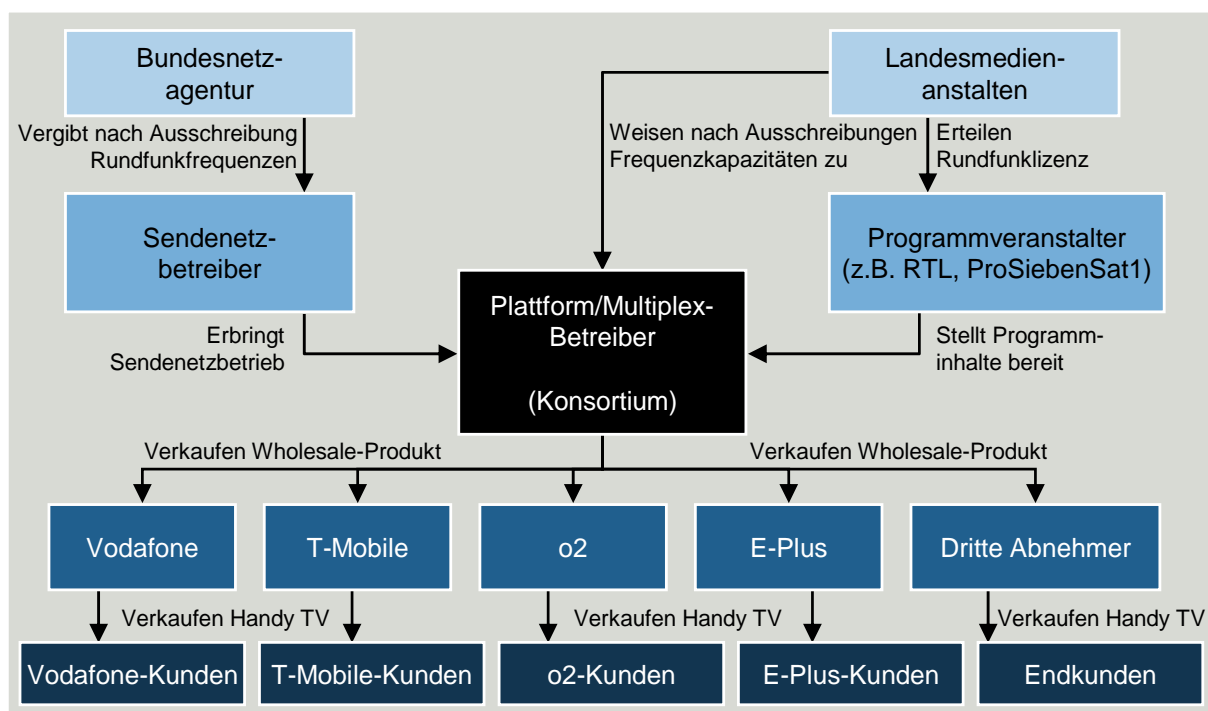 Bundesnetz-
agentur
Landesmedien-
anstalten
Vergibt nach Ausschreibung
Rundfunkfrequenzen
Weisen nach Ausschreibungen
Frequenzkapazitäten zu
Erteilen
Rundfunklizenz
Sendenetz-
betreiber
Programmveranstalter
(z.B. RTL, ProSiebenSat1)
Plattform/Multiplex-
Betreiber
(Konsortium)
Erbringt
Sendenetzbetrieb
Stellt Programm-
inhalte bereit
Verkaufen Wholesale-Produkt
Verkaufen Wholesale-Produkt
Vodafone
T-Mobile
o2
E-Plus
Dritte Abnehmer
Verkaufen Handy TV
Verkaufen Handy TV
Verkaufen Handy TV
Vodafone-Kunden
T-Mobile-Kunden
o2-Kunden
E-Plus-Kunden
Endkunden